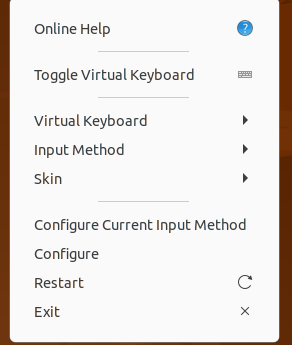 Online Help
Toggle Virtual Keyboard
Virtual Keyboard
Input Method
Skin
Configure Current Input Method
Configure
Restart
Exit